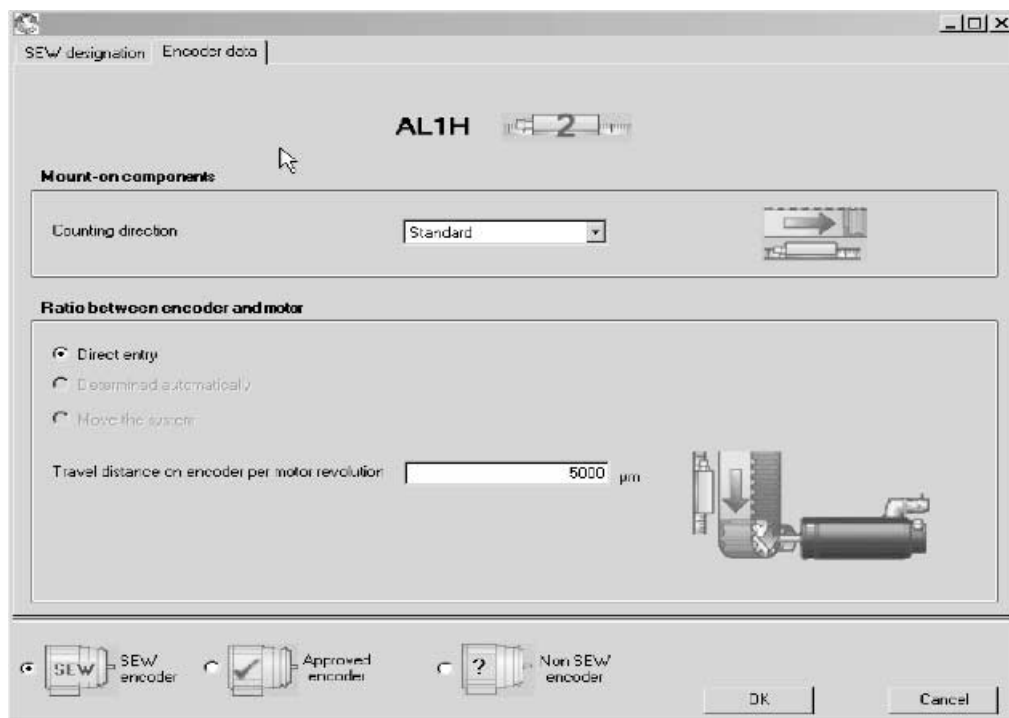 SEW designation
Encoder data
AL1H
2
Mount-on components
Counting direction
Standard
Ratio between encoder and motor
Direct entry
Determined automatically
Move the system
Travel distance on encoder per motor revolution
5000 µm
SEW
SEW encoder
Approved encoder
?
Non SEW encoder
OK
Cancel